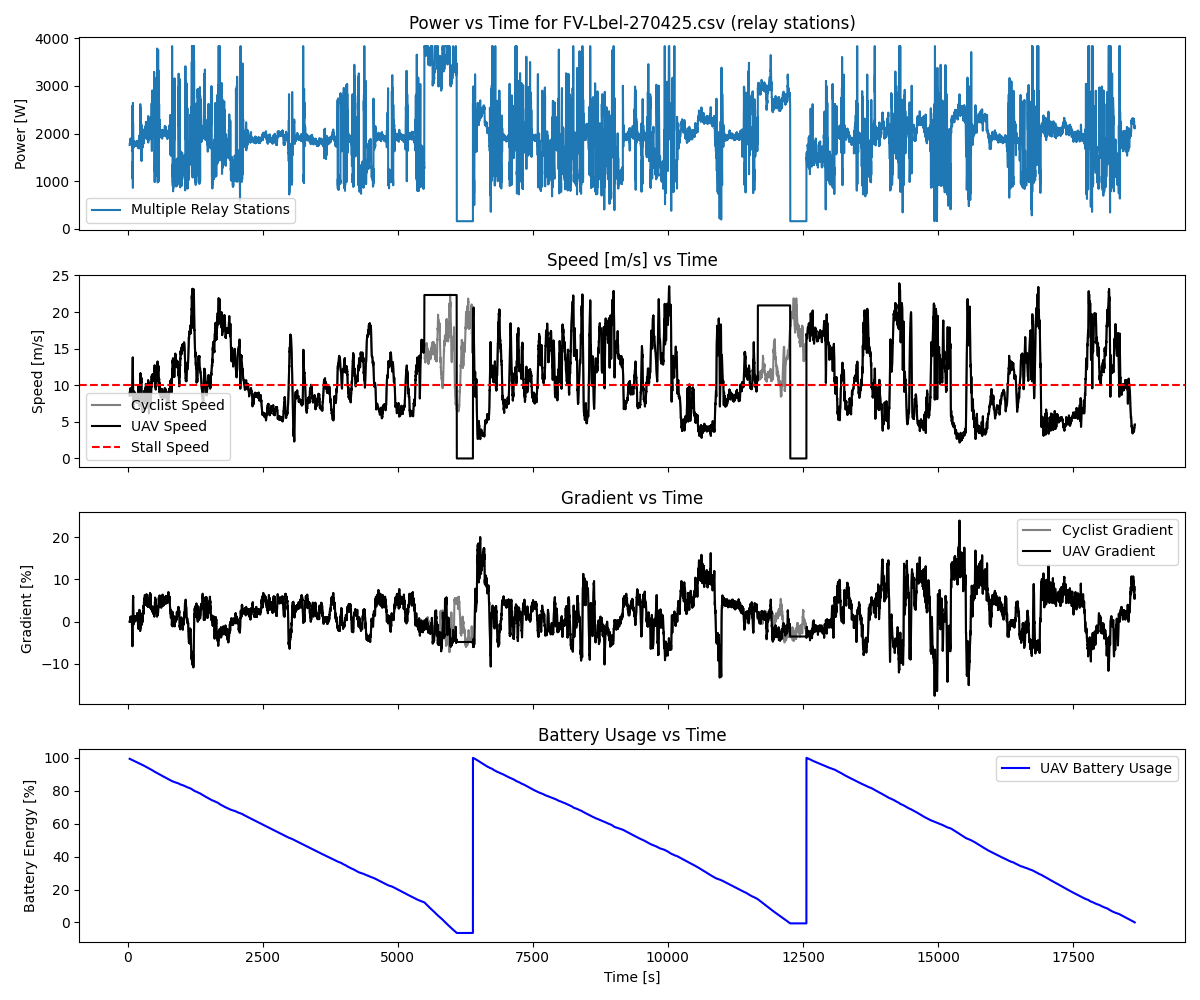 Power vs Time for FV-Lbel-270425.csv (relay stations)
4000
3000
2000
1000
0
Power [W]
Multiple Relay Stations
Speed [m/s] vs Time
25
20
15
10
5
0
Speed [m/s]
Cyclist Speed
UAV Speed
Stall Speed
Gradient vs Time
20
10
0
−10
Gradient [%]
Cyclist Gradient
UAV Gradient
Battery Usage vs Time
100
80
60
40
20
0
Battery Energy [%]
UAV Battery Usage
0 2500 5000 7500 10000 12500 15000 17500
Time [s]